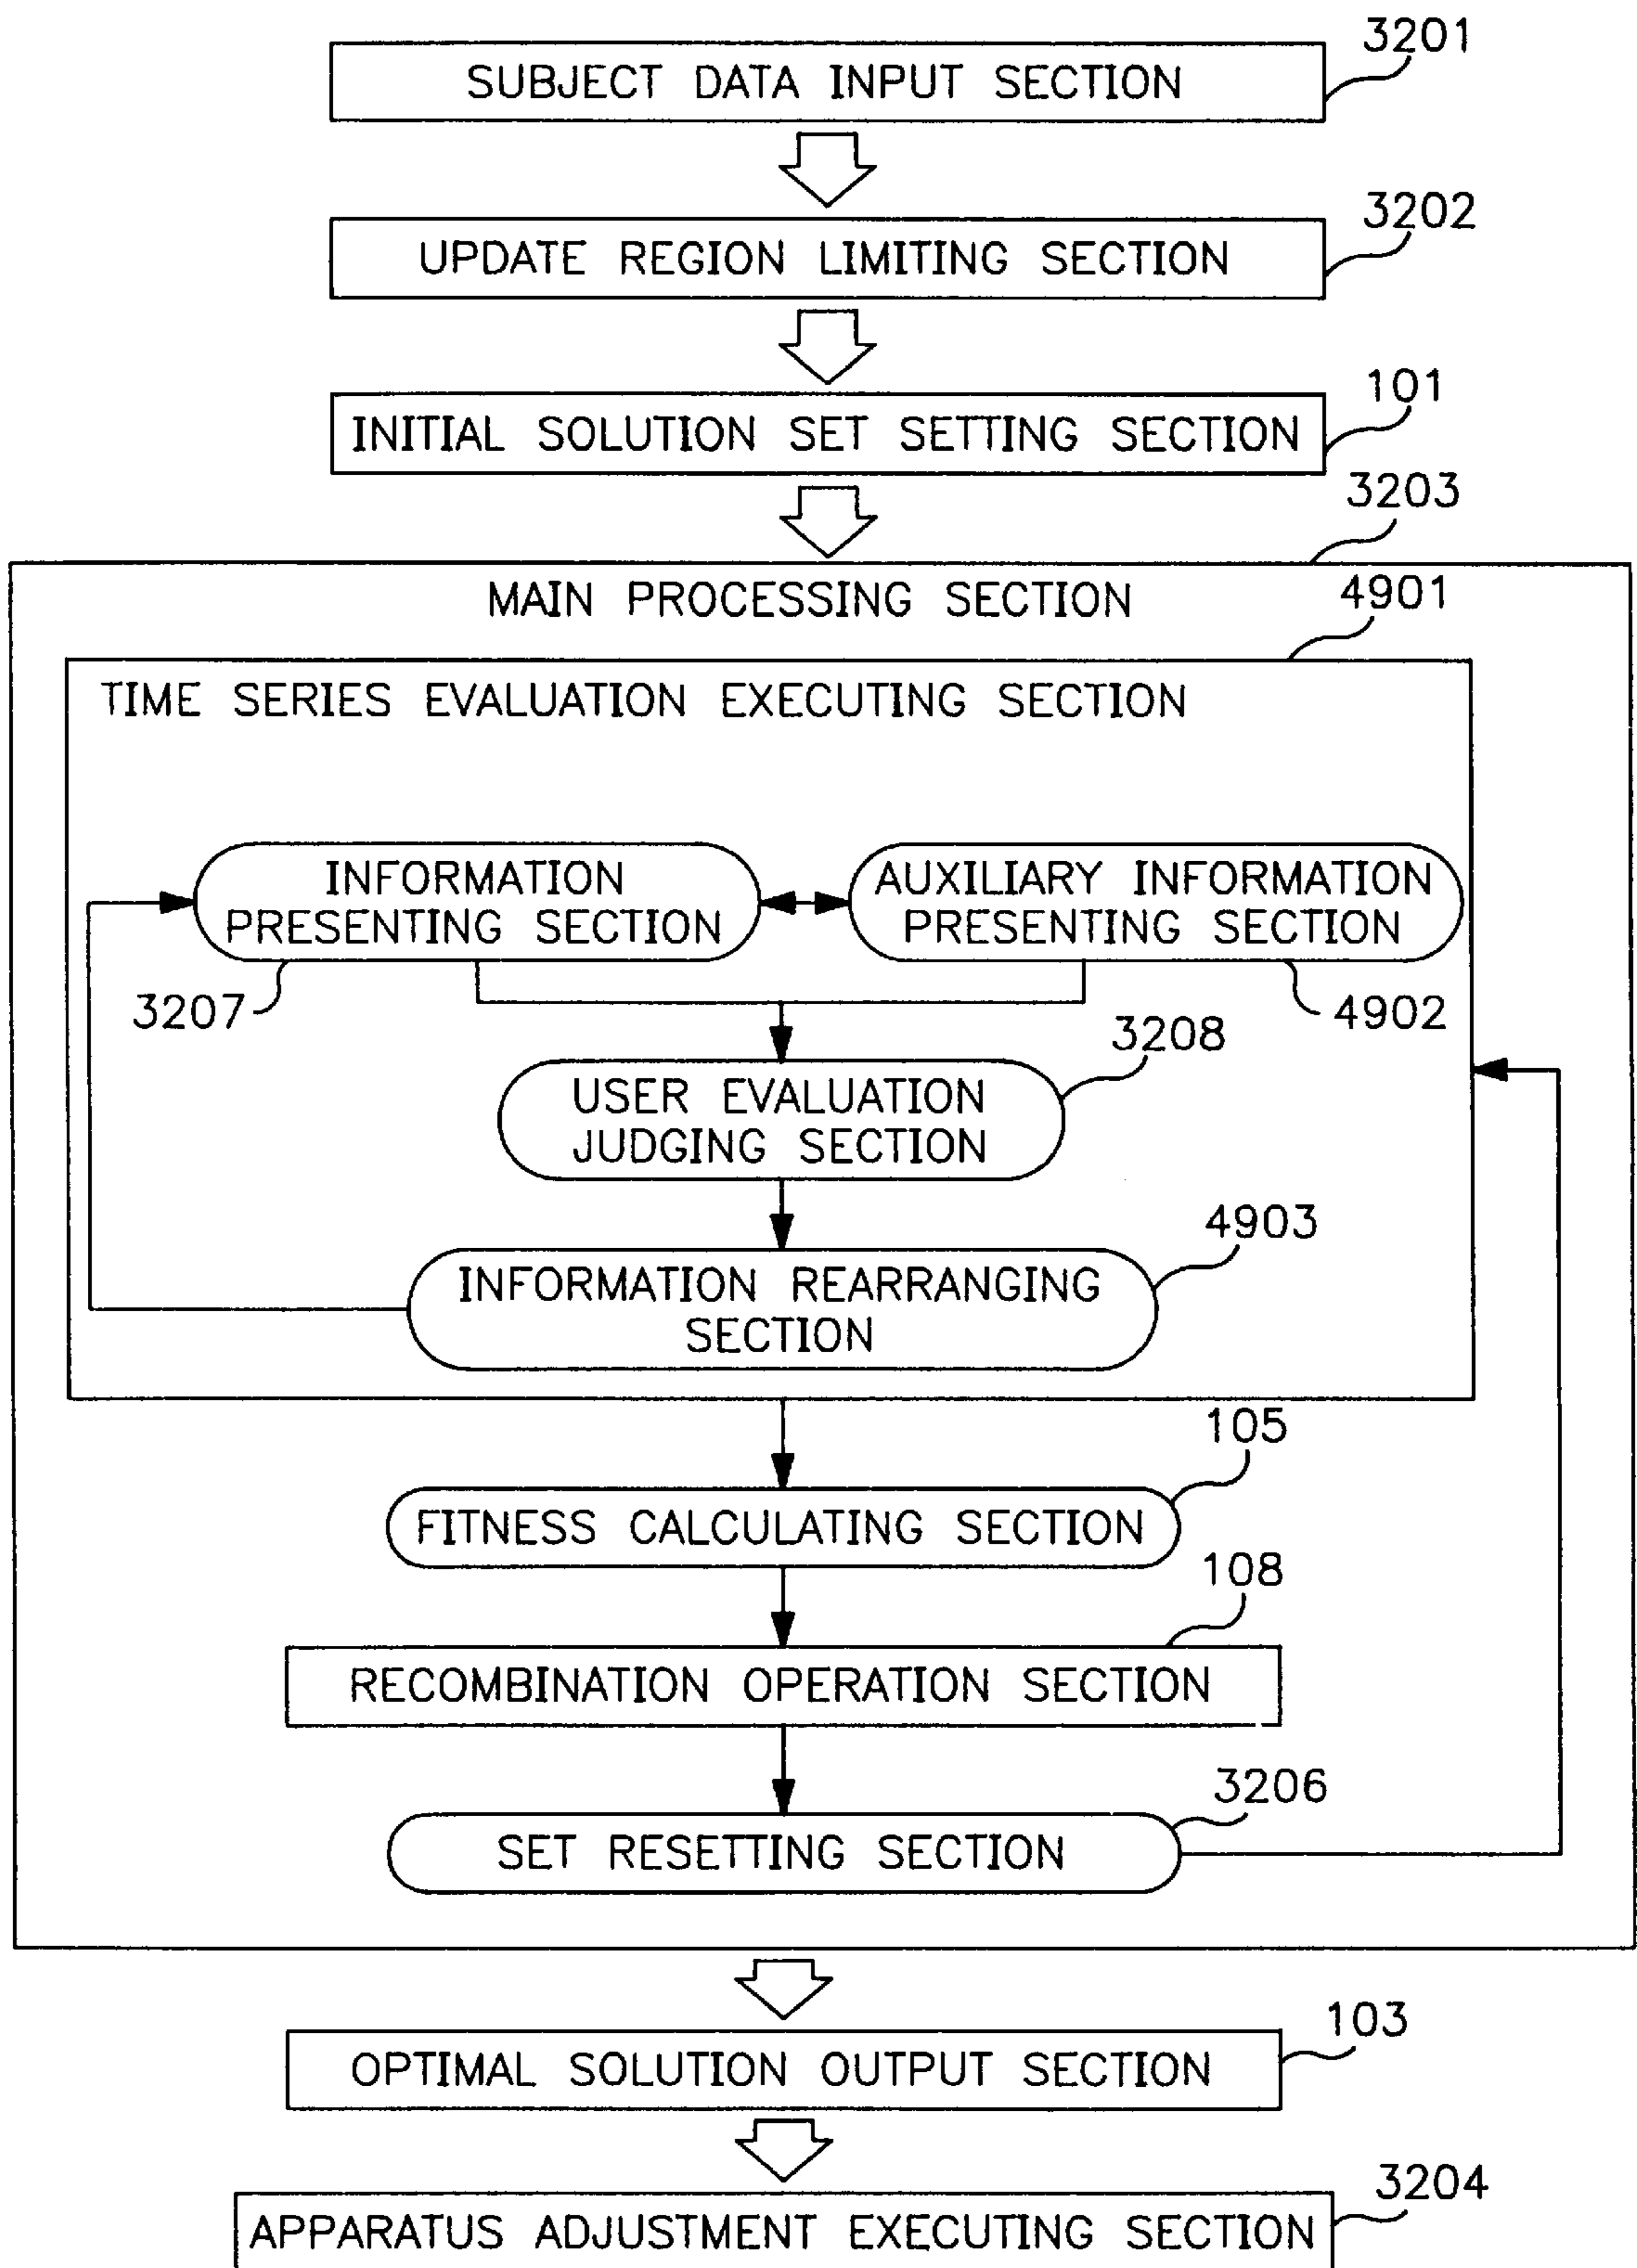 3201
SUBJECT DATA INPUT SECTION
3202
UPDATE REGION LIMITING SECTION
101
INITIAL SOLUTION SET SETTING SECTION
3203
MAIN PROCESSING SECTION
4901
TIME SERIES EVALUATION EXECUTING SECTION
INFORMATION
PRESENTING SECTION
AUXILIARY INFORMATION
PRESENTING SECTION
3207
4902
3208
USER EVALUATION
JUDGING SECTION
4903
INFORMATION REARRANGING
SECTION
105
FITNESS CALCULATING SECTION
108
RECOMBINATION OPERATION SECTION
3206
SET RESETTING SECTION
103
OPTIMAL SOLUTION OUTPUT SECTION
3204
APPARATUS ADJUSTMENT EXECUTING SECTION